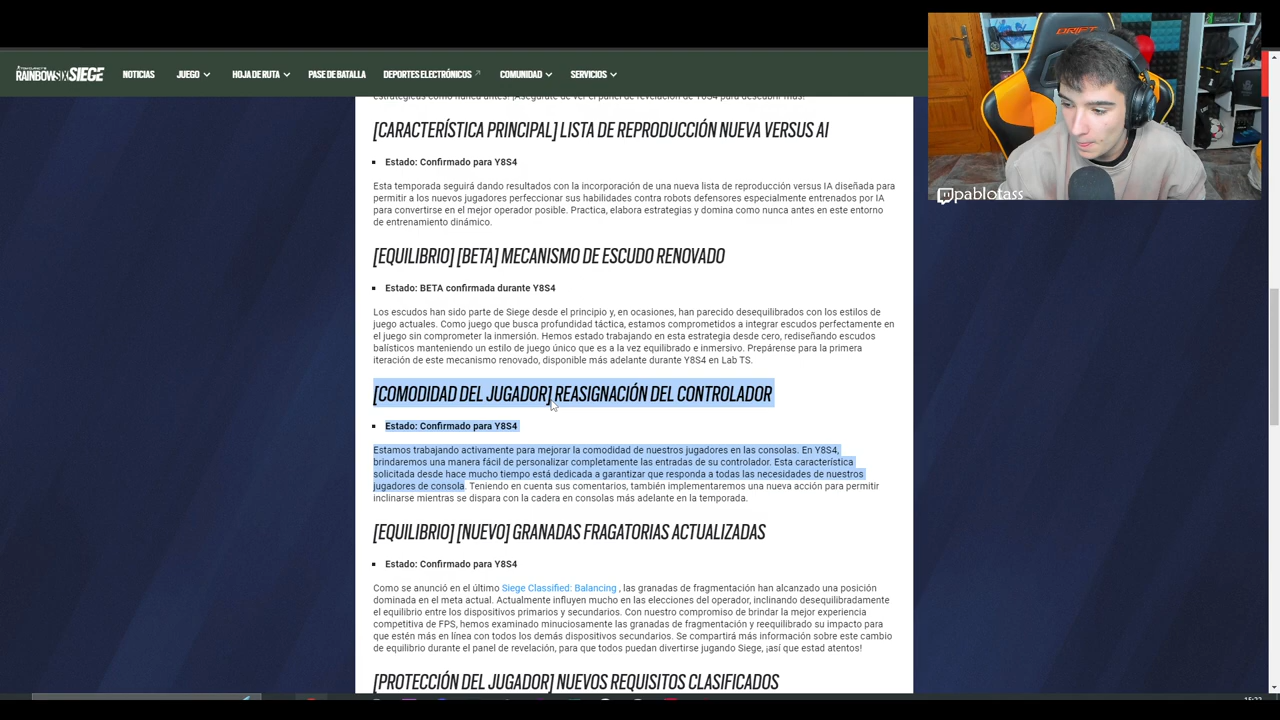 RAINBOWSIX SIEGE
NOTICIAS
JUEGO
HOJA DE RUTA
PASE DE BATALLA
DEPORTES ELECTRÓNICOS
COMUNIDAD
SERVICIOS
DRIFT
pablotass
[CARACTERÍSTICA PRINCIPAL] LISTA DE REPRODUCCIÓN NUEVA VERSUS AI
Estado: Confirmado para Y8S4
Esta temporada seguirá dando resultados con la incorporación de una nueva lista de reproducción versus IA diseñada para
permitir a los nuevos jugadores perfeccionar sus habilidades contra robots defensores especialmente entrenados por IA
para convertirse en el mejor operador posible. Practica, elabora estrategias y domina como nunca antes en este entorno
de entrenamiento dinámico.
[EQUILIBRIO] [BETA] MECANISMO DE ESCUDO RENOVADO
Estado: BETA confirmada durante Y8S4
Los escudos han sido parte de Siege desde el principio y, en ocasiones, han parecido desequilibrados con los estilos de
juego actuales. Como juego que busca profundidad táctica, estamos comprometidos a integrar escudos perfectamente en
el juego sin comprometer la inmersión. Hemos estado trabajando en esta estrategia desde cero, rediseñando escudos
balísticos manteniendo un estilo de juego único que es a la vez equilibrado e inmersivo. Prepárense para la primera
iteración de este mecanismo renovado, disponible más adelante durante Y8S4 en Lab TS.
[COMODIDAD DEL JUGADOR] REASIGNACIÓN DEL CONTROLADOR
Estado: Confirmado para Y8S4
Estamos trabajando activamente para mejorar la comodidad de nuestros jugadores en las consolas. En Y8S4,
brindaremos una manera fácil de personalizar completamente las entradas de su controlador. Esta característica
solicitada desde hace mucho tiempo está dedicada a garantizar que responda a todas las necesidades de nuestros
jugadores de consola. Teniendo en cuenta sus comentarios, también implementaremos una nueva acción para permitir
inclinarse mientras se dispara con la cadera en consolas más adelante en la temporada.
[EQUILIBRIO] [NUEVO] GRANADAS FRAGATORIAS ACTUALIZADAS
Estado: Confirmado para Y8S4
Como se anunció en el último Siege Classified: Balancing , las granadas de fragmentación han alcanzado una posición
dominada en el meta actual. Actualmente influyen mucho en las elecciones del operador, inclinando desequilibradamente
el equilibrio entre los dispositivos primarios y secundarios. Con nuestro compromiso de brindar la mejor experiencia
competitiva de FPS, hemos examinado minuciosamente las granadas de fragmentación y reequilibrado su impacto para
que estén más en línea con todos los demás dispositivos secundarios. Se compartirá más información sobre este cambio
de equilibrio durante el panel de revelación, para que todos puedan divertirse jugando Siege, ¡así que estad atentos!
[PROTECCIÓN DEL JUGADOR] NUEVOS REQUISITOS CLASIFICADOS